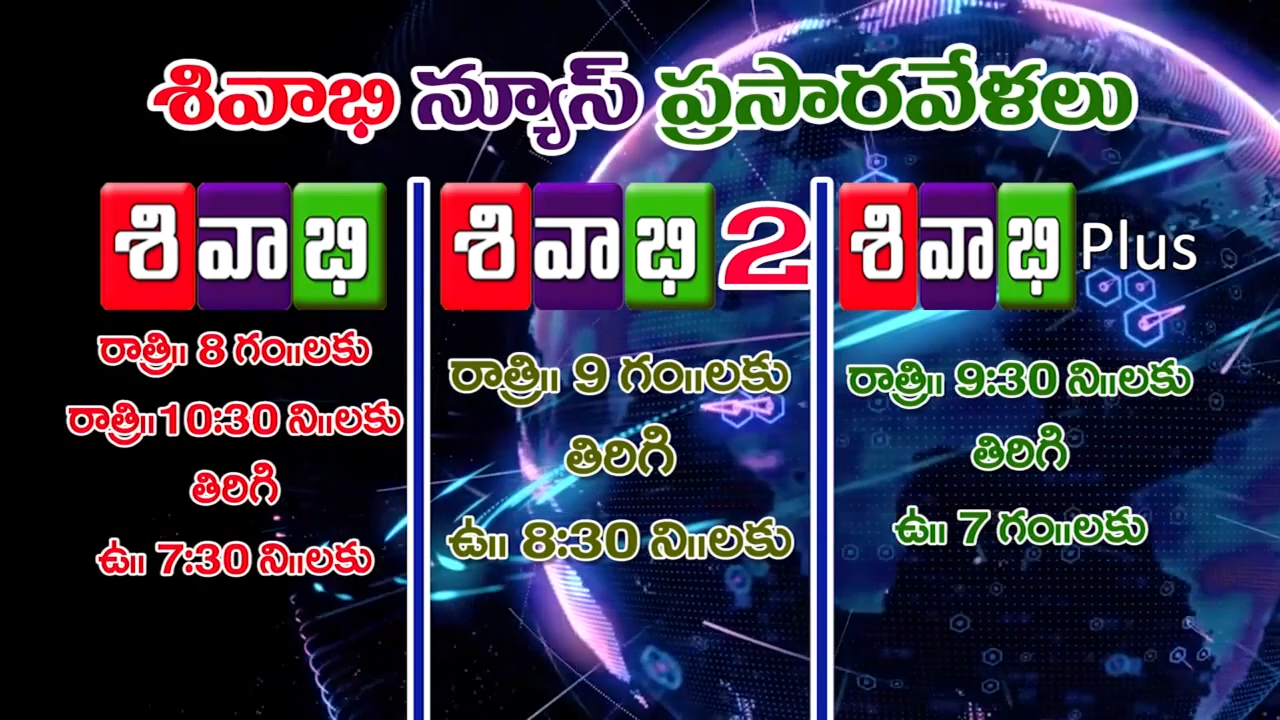 శివాభి న్యూస్ ప్రసారవేళలు
శివాభి
రాత్రి॥ 8 గం॥లకు
రాత్రి॥10:30 ని॥లకు
తిరిగి
ఉ॥ 7:30 ని॥లకు
శివాభి 2
రాత్రి॥ 9 గం॥లకు
తిరిగి
ఉ॥ 8:30 ని॥లకు
శివాభి Plus
రాత్రి॥ 9:30 ని॥లకు
తిరిగి
ఉ॥ 7 గం॥లకు